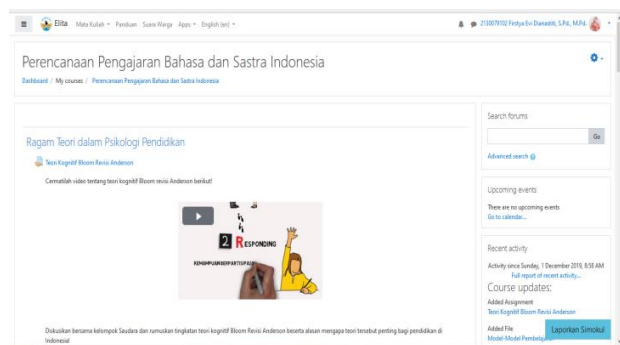 Elita Mata Kuliah Panduan Suara Warga Apps English (en) 2130079102 Firstya Evi Dianastiti, S.Pd., M.Pd.
Perencanaan Pengajaran Bahasa dan Sastra Indonesia
Dashboard / My courses / Perencanaan Pengajaran Bahasa dan Sastra Indonesia
Ragam Teori dalam Psikologi Pendidikan
Teori Kognitif Bloom Revisi Anderson
Cermatilah video tentang teori kognitif Bloom revisi Anderson berikut!
2 RESPONDING
KEMAMPUAN BERPARTISIPASI
Diskusikan bersama kelompok Saudara dan rumuskan tingkatan teori kognitif Bloom Revisi Anderson beserta alasan mengapa teori tersebut penting bagi pendidikan di
Indonesia!
Search forums
Go
Advanced search
Upcoming events
There are no upcoming events
Go to calendar...
Recent activity
Activity since Sunday, 1 December 2019, 8:58 AM
Full report of recent activity...
Course updates:
Added Assignment
Teori Kognitif Bloom Revisi Anderson
Added File
Model-Model Pembelaja
Laporkan Simokul